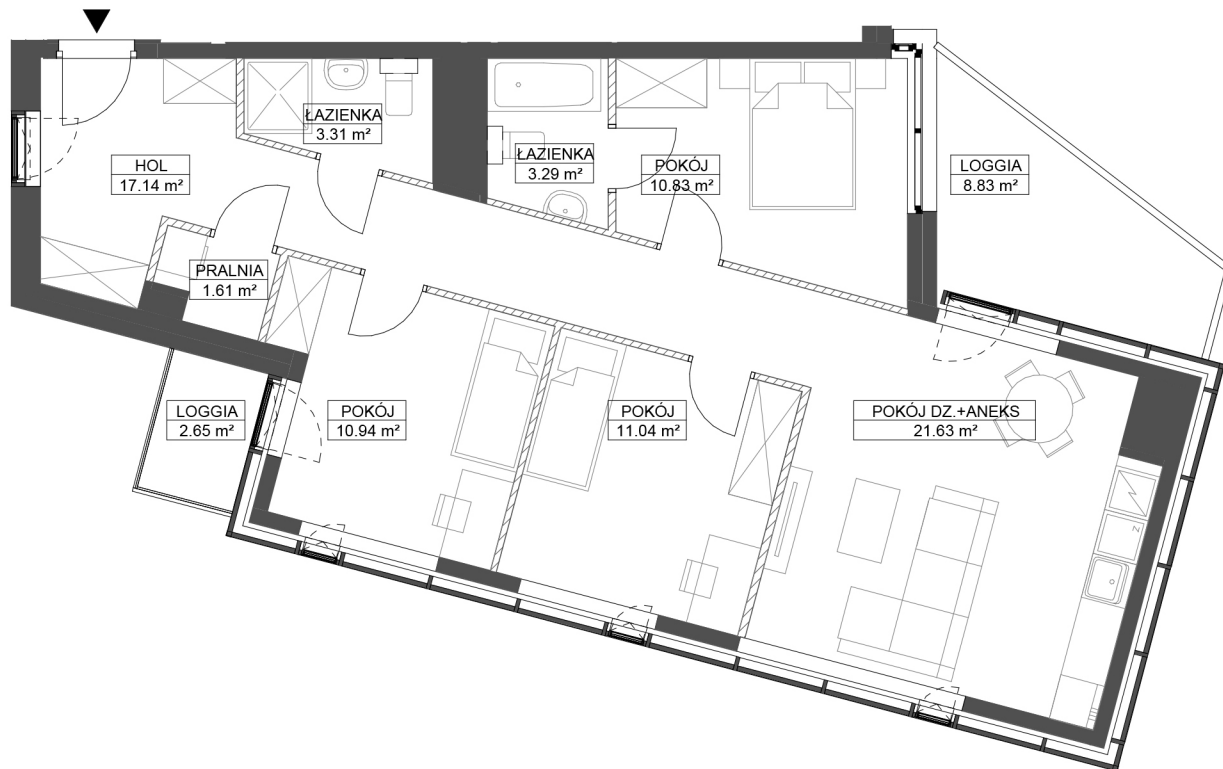 ŁAZIENKA
3.31 m²
HOL
17.14 m²
ŁAZIENKA
3.29 m²
POKÓJ
10.83 m²
LOGGIA
8.83 m²
PRALNIA
1.61 m²
LOGGIA
2.65 m²
POKÓJ
10.94 m²
POKÓJ
11.04 m²
POKÓJ DZ.+ANEKS
21.63 m²
Z